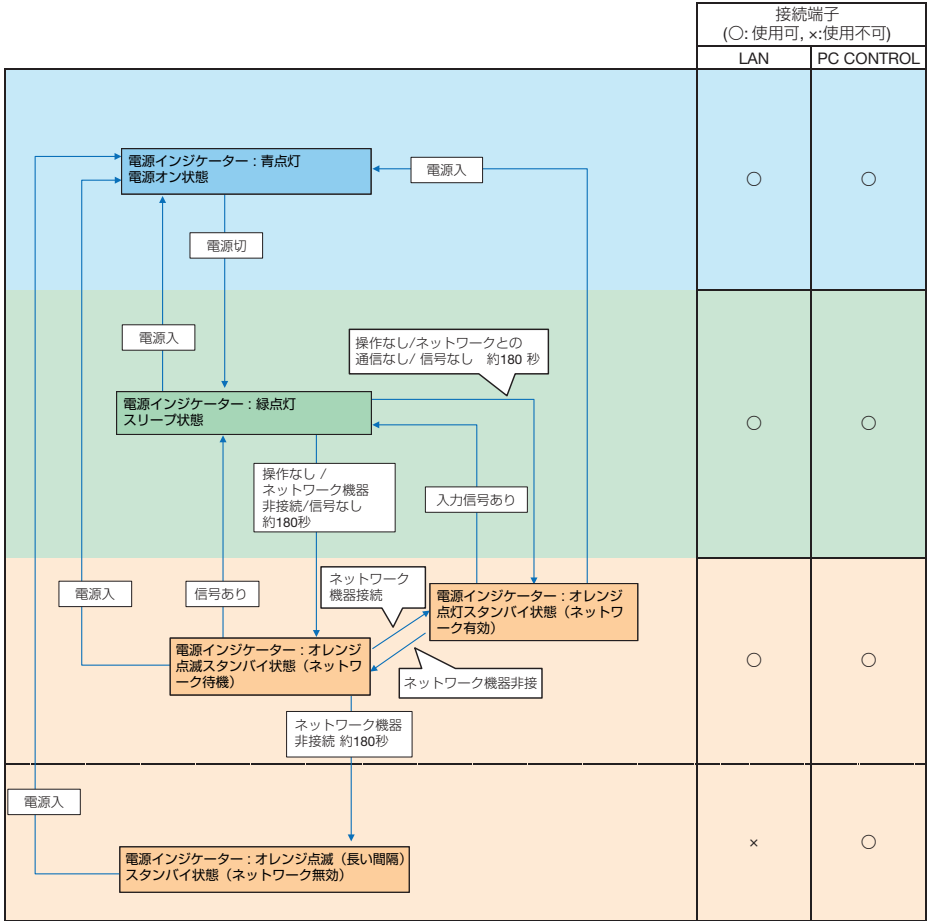 接続端子
(〇: 使用可, ×:使用不可)
LAN
PC CONTROL
電源インジケーター：青点灯
電源オン状態
電源入
〇
〇
電源切
電源入
操作なし/ネットワークとの
通信なし/ 信号なし　約180 秒
電源インジケーター：緑点灯
スリープ状態
〇
〇
操作なし /
ネットワーク機器
非接続/信号なし
約180秒
入力信号あり
電源入
信号あり
ネットワーク
機器接続
電源インジケーター：オレンジ
点灯スタンバイ状態（ネットワ
ーク有効）
電源インジケーター：オレンジ
点滅スタンバイ状態（ネットワ
ーク待機）
〇
〇
ネットワーク機器非接
ネットワーク機器
非接続 約180秒
電源入
電源インジケーター：オレンジ点滅（長い間隔）
スタンバイ状態（ネットワーク無効）
×
〇